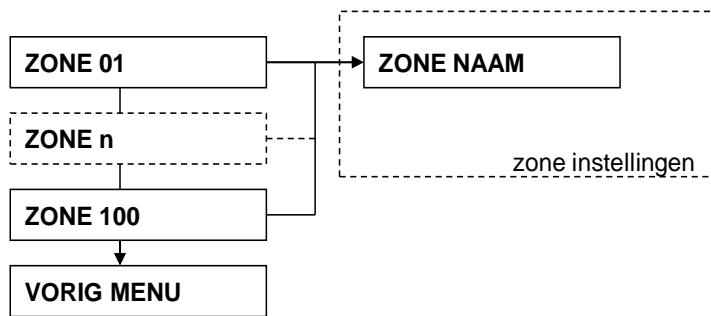 ZONE 01
ZONE NAAM
ZONE n
zone instellingen
ZONE 100
VORIG MENU